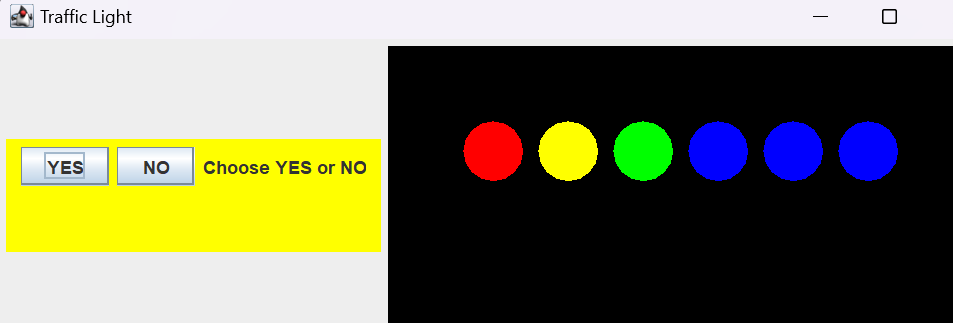 Traffic Light
YES NO Choose YES or NO